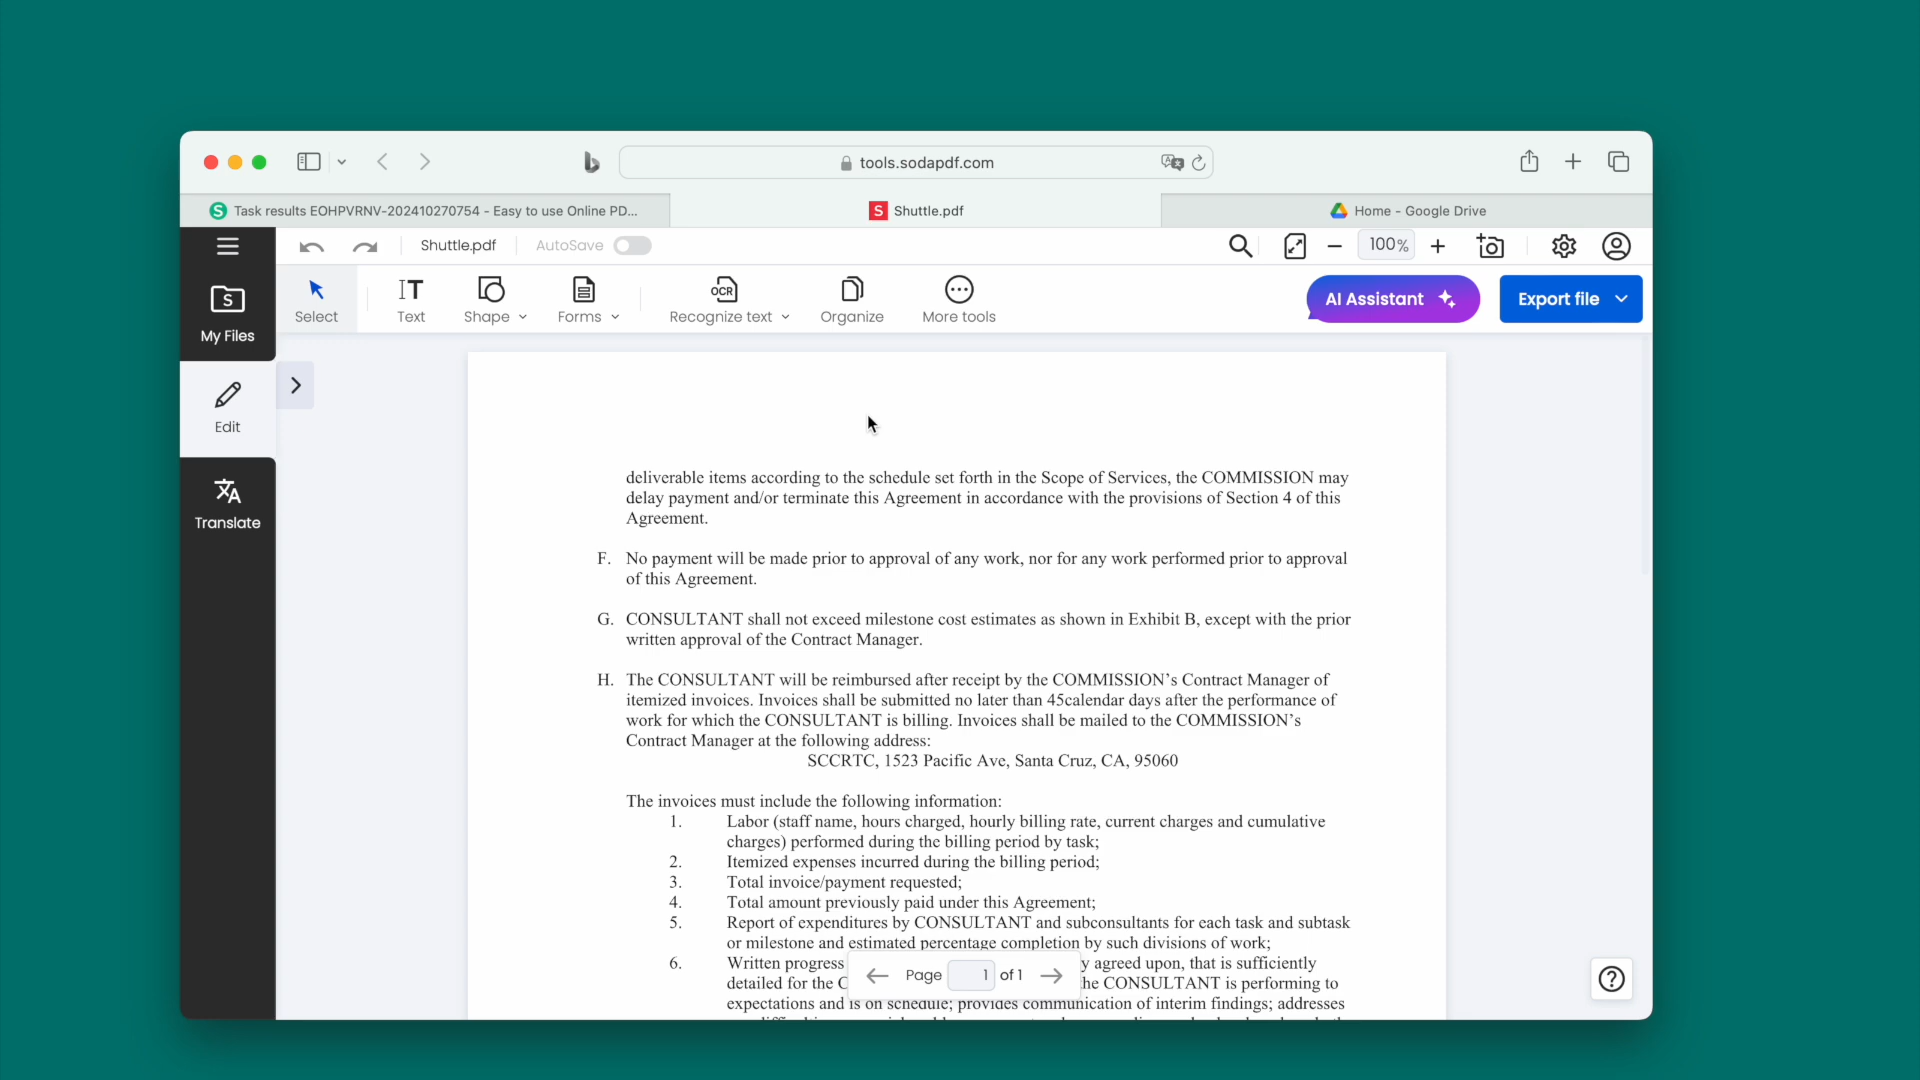 tools.sodapdf.com
Task results EOHPVRNV-202410270754 - Easy to use Online PD...
Shuttle.pdf
Home - Google Drive
Shuttle.pdf
AutoSave
100%
My Files
Select
Text
Shape
Forms
OCR
Recognize text
Organize
More tools
AI Assistant
Export file
Edit
Translate
deliverable items according to the schedule set forth in the Scope of Services, the COMMISSION may
delay payment and/or terminate this Agreement in accordance with the provisions of Section 4 of this
Agreement.
F. No payment will be made prior to approval of any work, nor for any work performed prior to approval
of this Agreement.
G. CONSULTANT shall not exceed milestone cost estimates as shown in Exhibit B, except with the prior
written approval of the Contract Manager.
H. The CONSULTANT will be reimbursed after receipt by the COMMISSION’s Contract Manager of
itemized invoices. Invoices shall be submitted no later than 45calendar days after the performance of
work for which the CONSULTANT is billing. Invoices shall be mailed to the COMMISSION’s
Contract Manager at the following address:
SCCRTC, 1523 Pacific Ave, Santa Cruz, CA, 95060
The invoices must include the following information:
1. Labor (staff name, hours charged, hourly billing rate, current charges and cumulative
charges) performed during the billing period by task;
2. Itemized expenses incurred during the billing period;
3. Total invoice/payment requested;
4. Total amount previously paid under this Agreement;
5. Report of expenditures by CONSULTANT and subconsultants for each task and subtask
or milestone and estimated percentage completion by such divisions of work;
6. Written progress y agreed upon, that is sufficiently
detailed for the C he CONSULTANT is performing to
expectations and is on schedule; provides communication of interim findings; addresses
Page 1 of 1